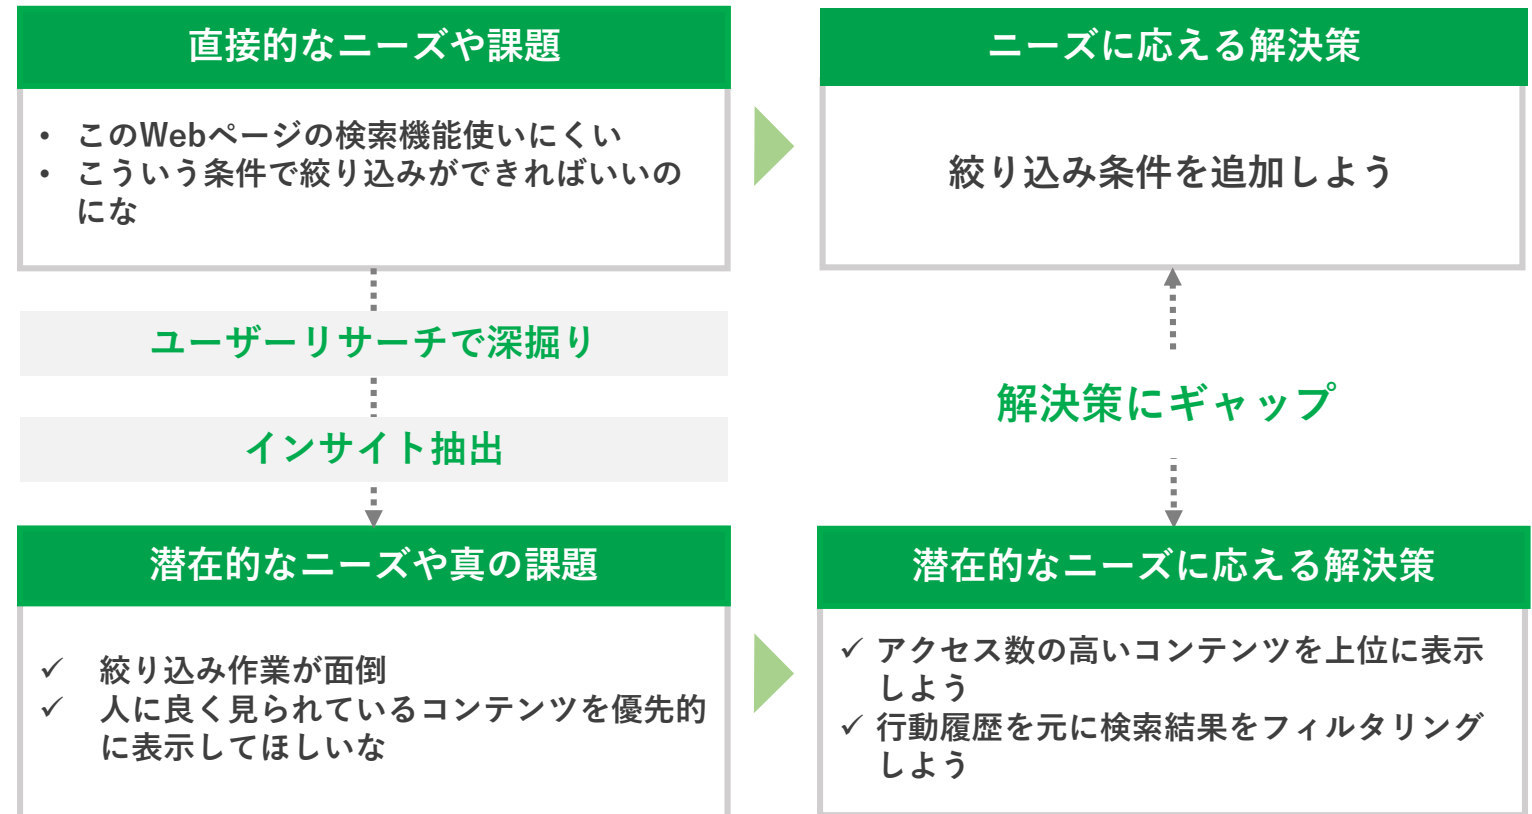 直接的なニーズや課題
• このWebページの検索機能使いにくい
• こういう条件で絞り込みができればいいの
にな
ニーズに応える解決策
絞り込み条件を追加しよう
ユーザーリサーチで深掘り
インサイト抽出
解決策にギャップ
潜在的なニーズや真の課題
✓ 絞り込み作業が面倒
✓ 人に良く見られているコンテンツを優先的
に表示してほしいな
潜在的なニーズに応える解決策
✓ アクセス数の高いコンテンツを上位に表示
しよう
✓ 行動履歴を元に検索結果をフィルタリング
しよう